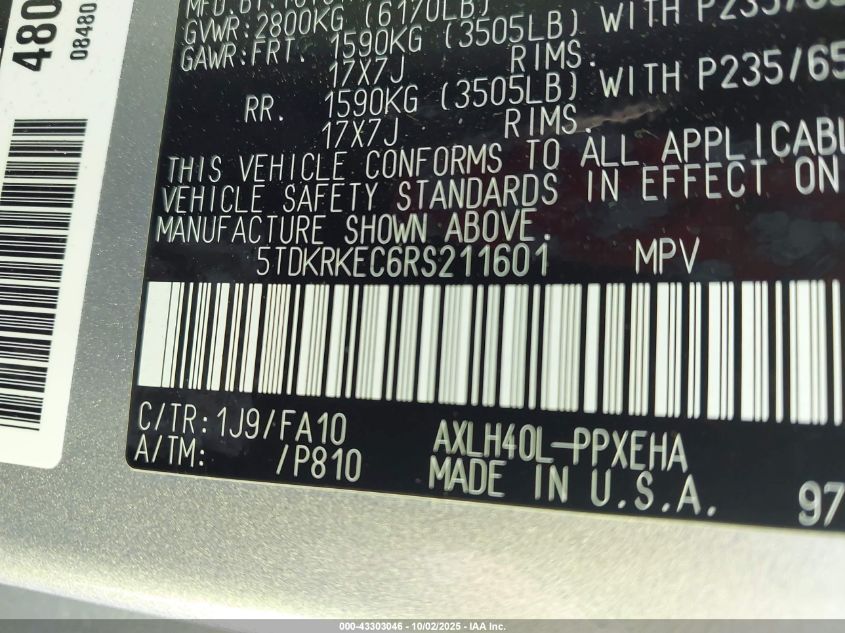 480
08480
GVWR:2800KG (6170LB)
GAWR:FRT. 1590KG (3505LB) WITH P235/65
17X7J RIMS.
RR. 1590KG (3505LB) WITH P235/65
17X7J RIMS.
THIS VEHICLE CONFORMS TO ALL APPLICABL
VEHICLE SAFETY STANDARDS IN EFFECT ON
MANUFACTURE SHOWN ABOVE.
5TDKRKEC6RS211601 MPV
C/TR: 1J9/FA10 AXLH40L-PPXEHA
A/TM: /P810 MADE IN U.S.A. 97
000-43303046 - 10/02/2025 - IAA Inc.